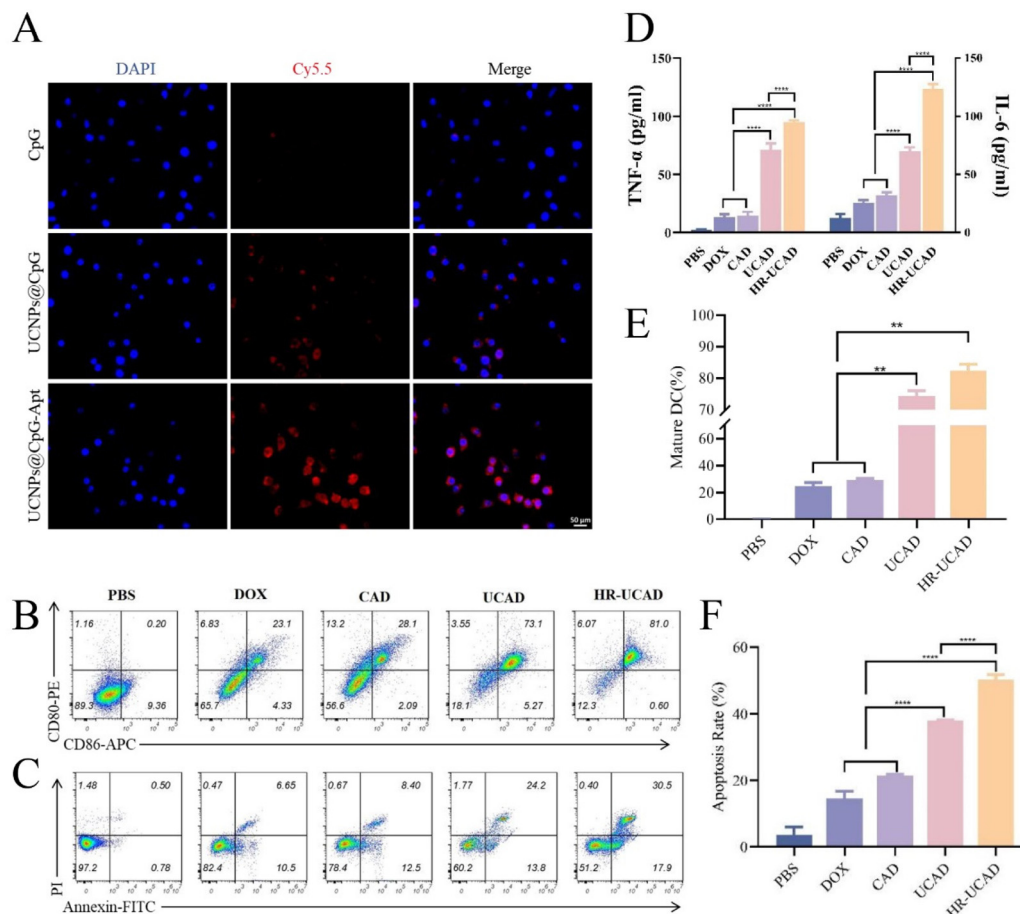 A
DAPI Cy5.5 Merge
CpG
UCNPs@CpG
UCNPs@CpG-Apt
50 μm
D
TNF-α (pg/ml)
150
100
50
0
**** **** ****
**** **** ****
PBS DOX CAD UCAD HR-UCAD
PBS DOX CAD UCAD HR-UCAD
150
100
50
0
IL-6 (pg/ml)
E
Mature DC(%)
100
90
80
70
60
40
20
0
**
**
PBS DOX CAD UCAD HR-UCAD
B
PBS DOX CAD UCAD HR-UCAD
1.16 0.20 6.83 23.1 13.2 28.1 3.55 73.1 6.07 81.0
89.3 9.36 65.7 4.33 56.6 2.09 18.1 5.27 12.3 0.60
CD80-PE
CD86-APC
C
1.48 0.50 0.47 6.65 0.67 8.40 1.77 24.2 0.40 30.5
97.2 0.78 82.4 10.5 78.4 12.5 60.2 13.8 51.2 17.9
PI
Annexin-FITC
F
Apoptosis Rate (%)
60
40
20
0
****
****
****
PBS DOX CAD UCAD HR-UCAD